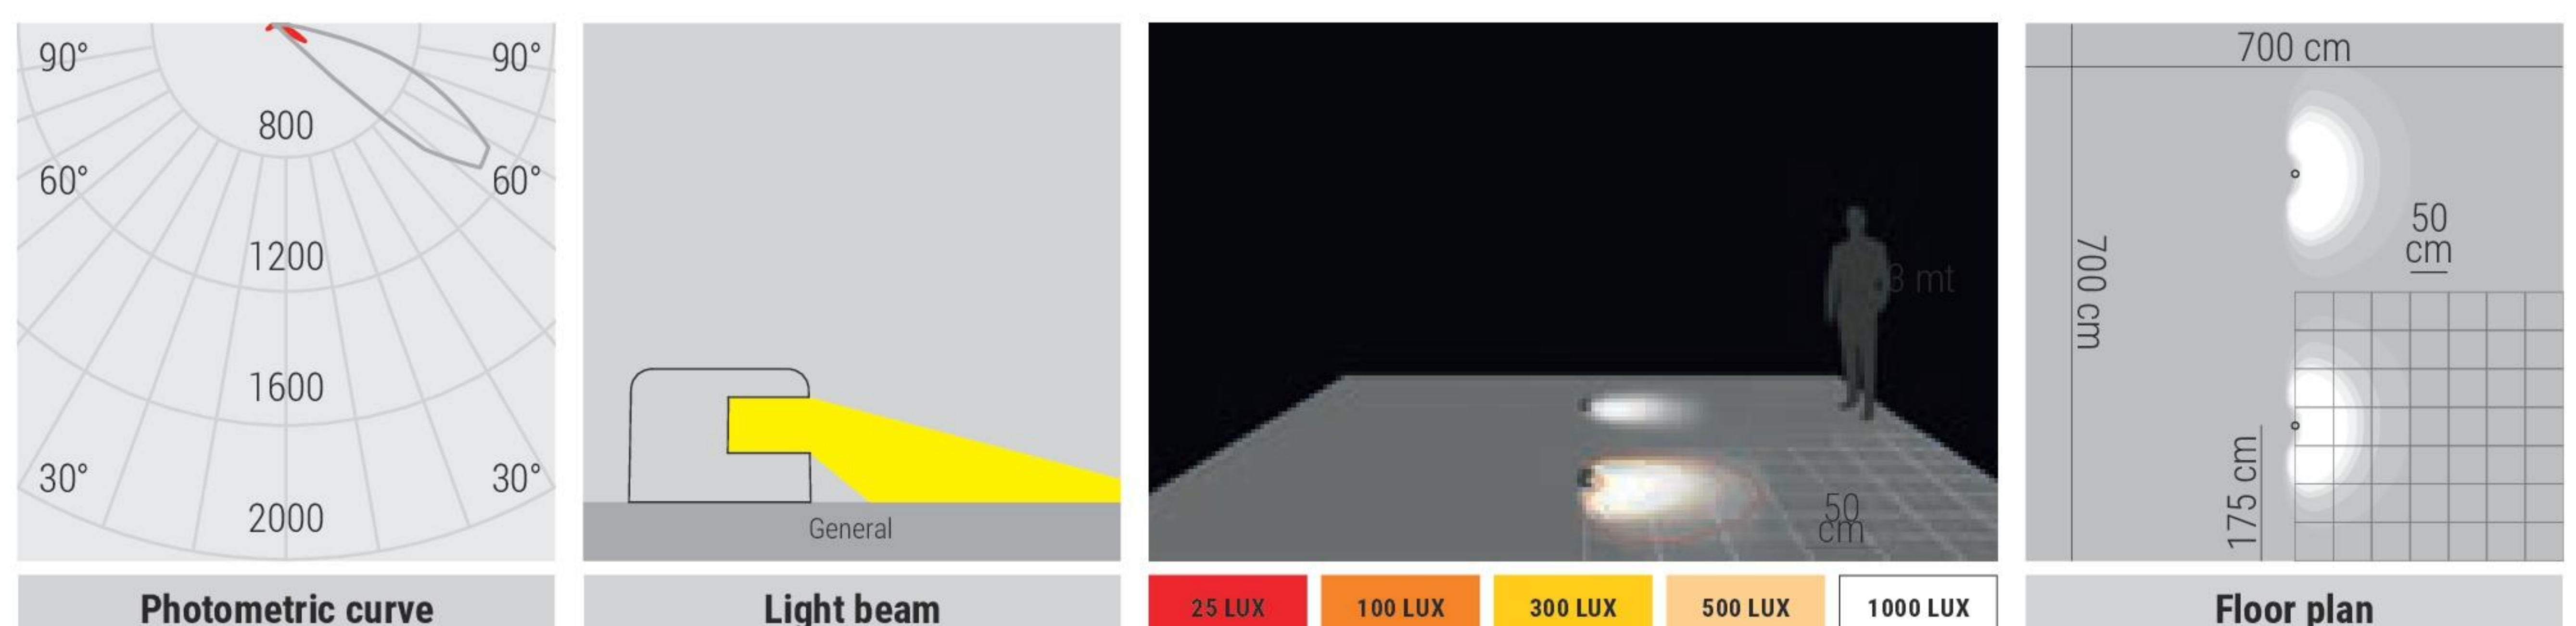 90°
90°
800
60°
60°
1200
1600
30°
30°
2000
Photometric curve
General
Light beam
3 mt
50
cm
25 LUX
100 LUX
300 LUX
500 LUX
1000 LUX
700 cm
700 cm
50
cm
175 cm
Floor plan